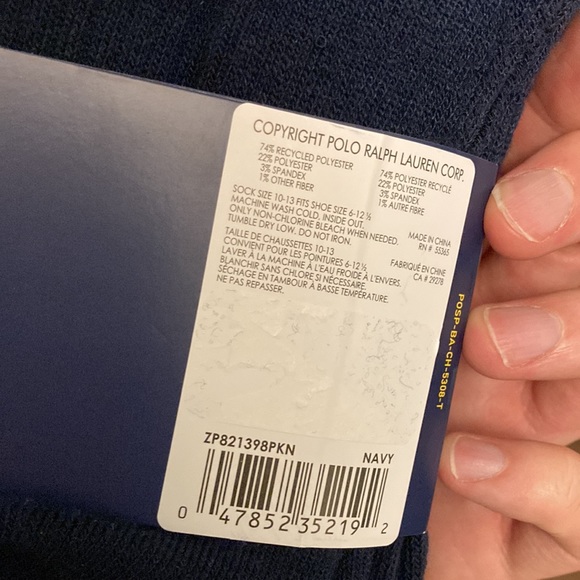 COPYRIGHT POLO RALPH LAUREN CORP.
74% RECYCLED POLYESTER
22% POLYESTER
3% SPANDEX
1% OTHER FIBER
74% POLYESTER RECYCLÉ
22% POLYESTER
3% SPANDEX
1% AUTRE FIBRE
SOCK SIZE 10-13 FITS SHOE SIZE 6-12 ½
MACHINE WASH COLD. INSIDE OUT.
ONLY NON-CHLORINE BLEACH WHEN NEEDED.
TUMBLE DRY LOW. DO NOT IRON.
MADE IN CHINA
RN # 55365
TAILLE DE CHAUSSETTES 10-13
CONVIENT POUR LES POINTURES 6-12 ½
LAVER À LA MACHINE À L'EAU FROIDE À L'ENVERS.
BLANCHIR SANS CHLORE SI NÉCESSAIRE.
SÉCHAGE EN TAMBOUR À BASSE TEMPÉRATURE.
NE PAS REPASSER.
FABRIQUÉ EN CHINE
CA # 29278
POSP-BA-CH-5308-T
ZP821398PKN
NAVY
0 47852 35219 2